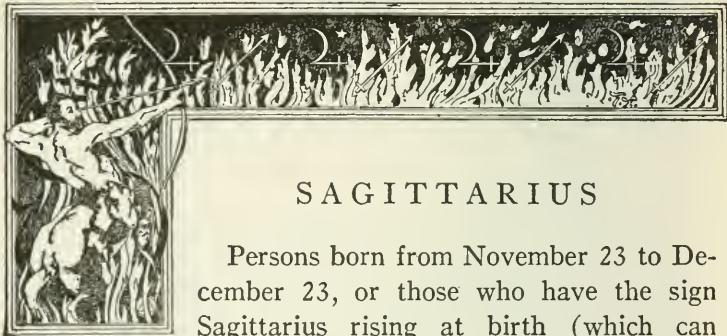 SAGITTARIUS
Persons born from November 23 to De-
cember 23, or those who have the sign
Sagittarius rising at birth (which can